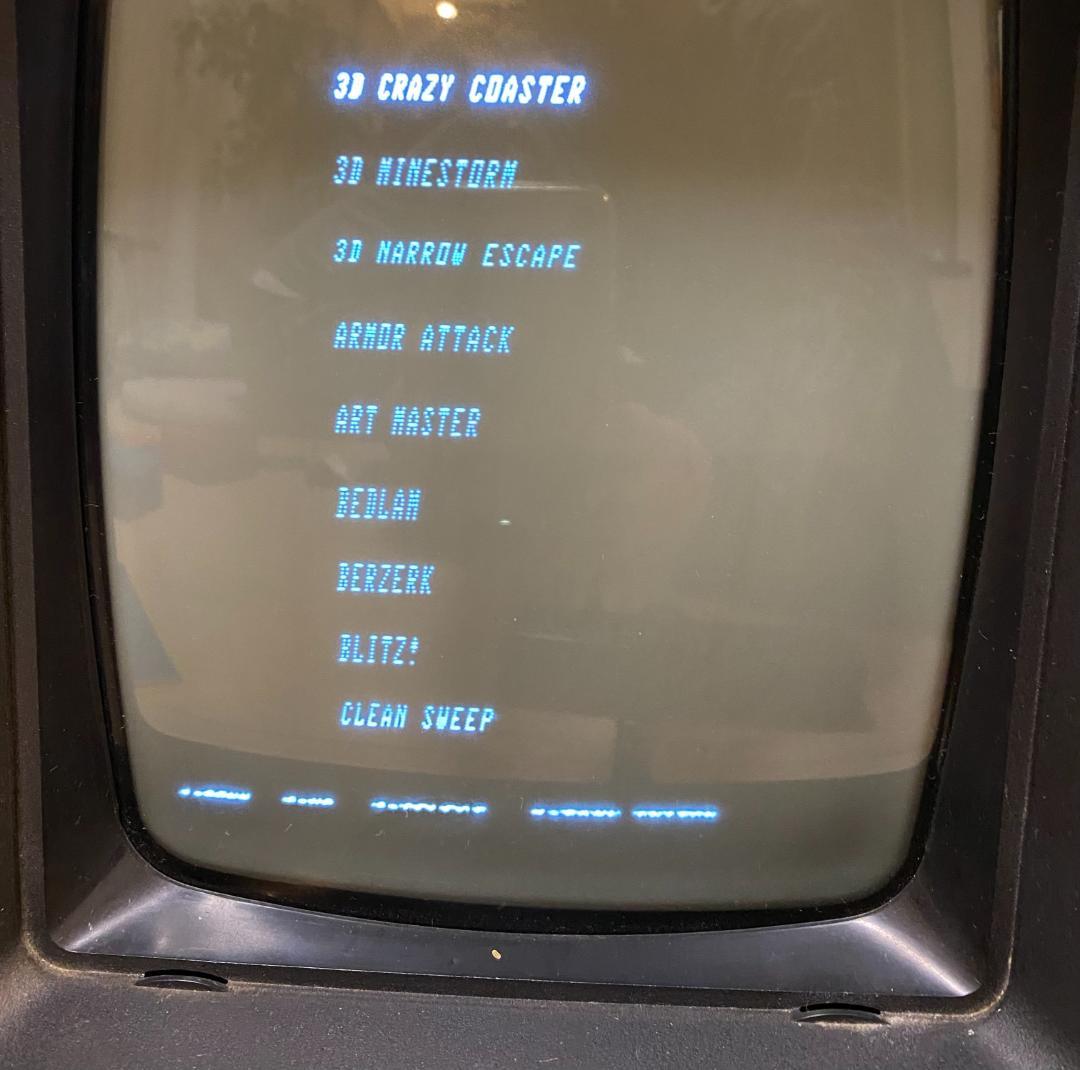 3D CRAZY COASTER
3D MINESTORM
3D NARROW ESCAPE
ARMOR ATTACK
ART MASTER
BEDLAM
BERZERK
BLITZ!
CLEAN SWEEP